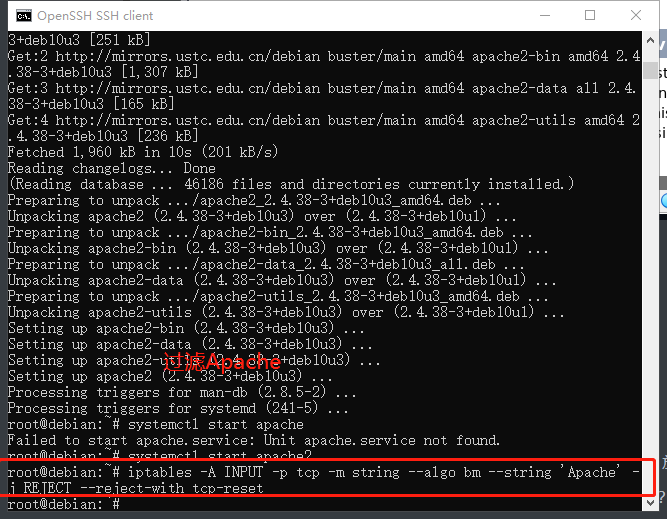 OpenSSH SSH client
3+deb10u3 [251 kB]
Get:2 http://mirrors.ustc.edu.cn/debian buster/main amd64 apache2-bin amd64 2.4
.38-3+deb10u3 [1,307 kB]
Get:3 http://mirrors.ustc.edu.cn/debian buster/main amd64 apache2-data all 2.4.
38-3+deb10u3 [165 kB]
Get:4 http://mirrors.ustc.edu.cn/debian buster/main amd64 apache2-utils amd64 2
.4.38-3+deb10u3 [236 kB]
Fetched 1,960 kB in 10s (201 kB/s)
Reading changelogs... Done
(Reading database ... 46186 files and directories currently installed.)
Preparing to unpack .../apache2_2.4.38-3+deb10u3_amd64.deb ...
Unpacking apache2 (2.4.38-3+deb10u3) over (2.4.38-3+deb10u1) ...
Preparing to unpack .../apache2-bin_2.4.38-3+deb10u3_amd64.deb ...
Unpacking apache2-bin (2.4.38-3+deb10u3) over (2.4.38-3+deb10u1) ...
Preparing to unpack .../apache2-data_2.4.38-3+deb10u3_all.deb ...
Unpacking apache2-data (2.4.38-3+deb10u3) over (2.4.38-3+deb10u1) ...
Preparing to unpack .../apache2-utils_2.4.38-3+deb10u3_amd64.deb ...
Unpacking apache2-utils (2.4.38-3+deb10u3) over (2.4.38-3+deb10u1) ...
Setting up apache2-bin (2.4.38-3+deb10u3) ...
Setting up apache2-data (2.4.38-3+deb10u3) ...
Setting up apache2-utils (2.4.38-3+deb10u3) ...
过滤Apache
Setting up apache2 (2.4.38-3+deb10u3) ...
Processing triggers for man-db (2.8.5-2) ...
Processing triggers for systemd (241-5) ...
root@debian:~# systemctl start apache
Failed to start apache.service: Unit apache.service not found.
root@debian:~# systemctl start apache2
root@debian:~# iptables -A INPUT -p tcp -m string --algo bm --string 'Apache' -
j REJECT --reject-with tcp-reset
root@debian:~#